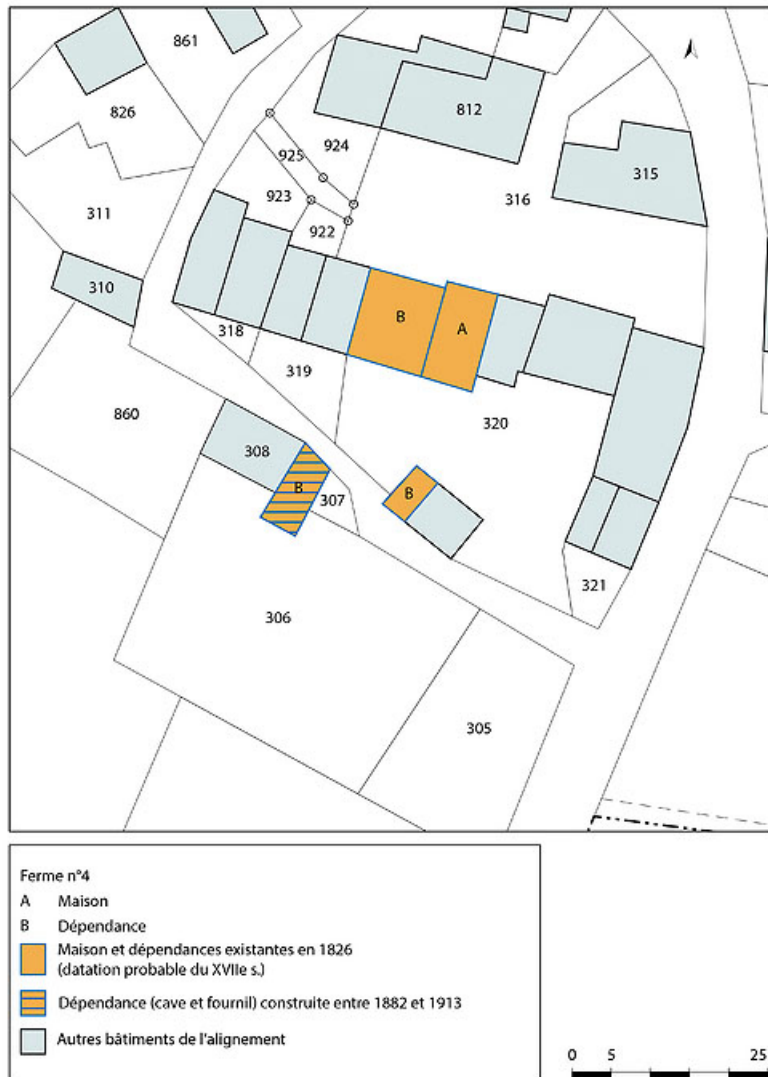 861
826
812
924
925
315
923
316
311
922
310
B
A
318
319
320
860
308
B
B
307
321
306
305
Ferme n°4
A Maison
B Dépendance
Maison et dépendances existantes en 1826
(datation probable du XVIIe s.)
Dépendance (cave et fournil) construite entre 1882 et 1913
Autres bâtiments de l'alignement
0 5 25